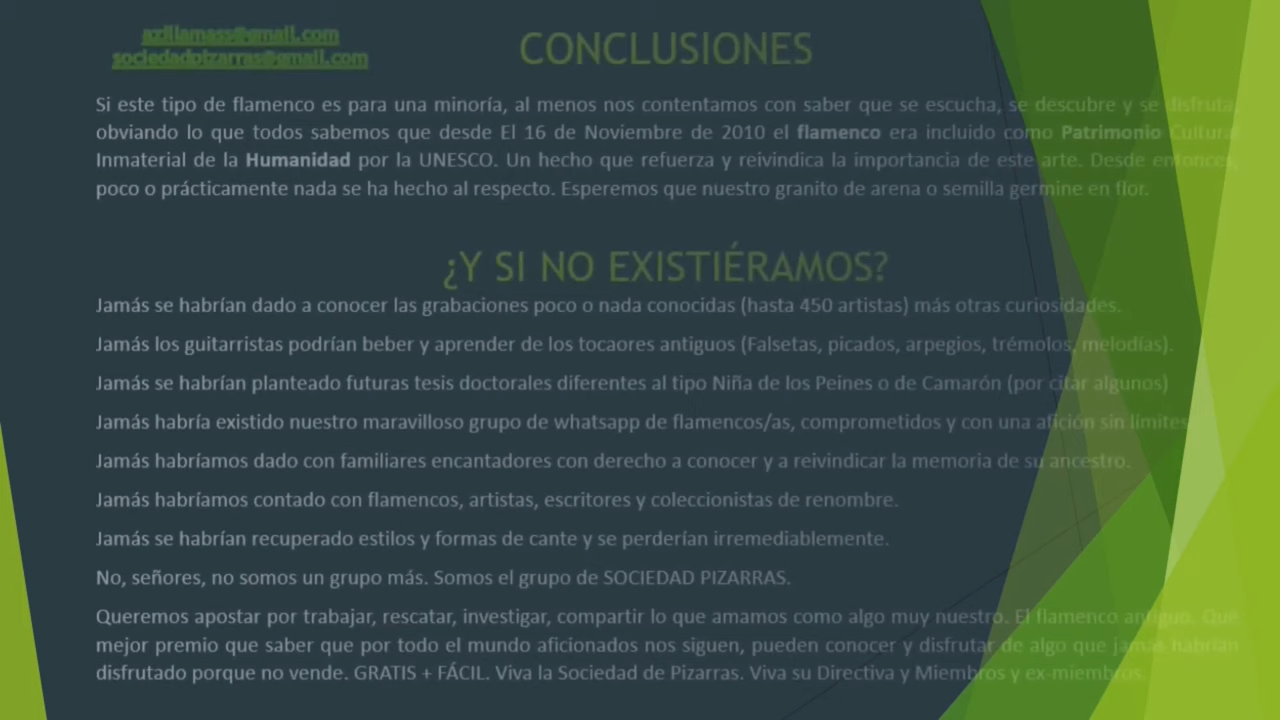 azillamass@gmail.com
sociedadpizarras@gmail.com
CONCLUSIONES
Si este tipo de flamenco es para una minoría, al menos nos contentamos con saber que se escucha, se descubre y se disfruta,
obviando lo que todos sabemos que desde El 16 de Noviembre de 2010 el flamenco era incluido como Patrimonio Cultural
Inmaterial de la Humanidad por la UNESCO. Un hecho que refuerza y reivindica la importancia de este arte. Desde entonces,
poco o prácticamente nada se ha hecho al respecto. Esperemos que nuestro granito de arena o semilla germine en flor.
¿Y SI NO EXISTIÉRAMOS?
Jamás se habrían dado a conocer las grabaciones poco o nada conocidas (hasta 450 artistas) más otras curiosidades.
Jamás los guitarristas podrían beber y aprender de los tocaores antiguos (Falsetas, picados, arpegios, trémolos, melodías).
Jamás se habrían planteado futuras tesis doctorales diferentes al tipo Niña de los Peines o de Camarón (por citar algunos)
Jamás habría existido nuestro maravilloso grupo de whatsapp de flamencos/as, comprometidos y con una afición sin límites
Jamás habríamos dado con familiares encantadores con derecho a conocer y a reivindicar la memoria de su ancestro.
Jamás habríamos contado con flamencos, artistas, escritores y coleccionistas de renombre.
Jamás se habrían recuperado estilos y formas de cante y se perderían irremediablemente.
No, señores, no somos un grupo más. Somos el grupo de SOCIEDAD PIZARRAS.
Queremos apostar por trabajar, rescatar, investigar, compartir lo que amamos como algo muy nuestro. El flamenco antiguo. Qué
mejor premio que saber que por todo el mundo aficionados nos siguen, pueden conocer y disfrutar de algo que jamás habrían
disfrutado porque no vende. GRATIS + FÁCIL. Viva la Sociedad de Pizarras. Viva su Directiva y Miembros y ex-miembros.